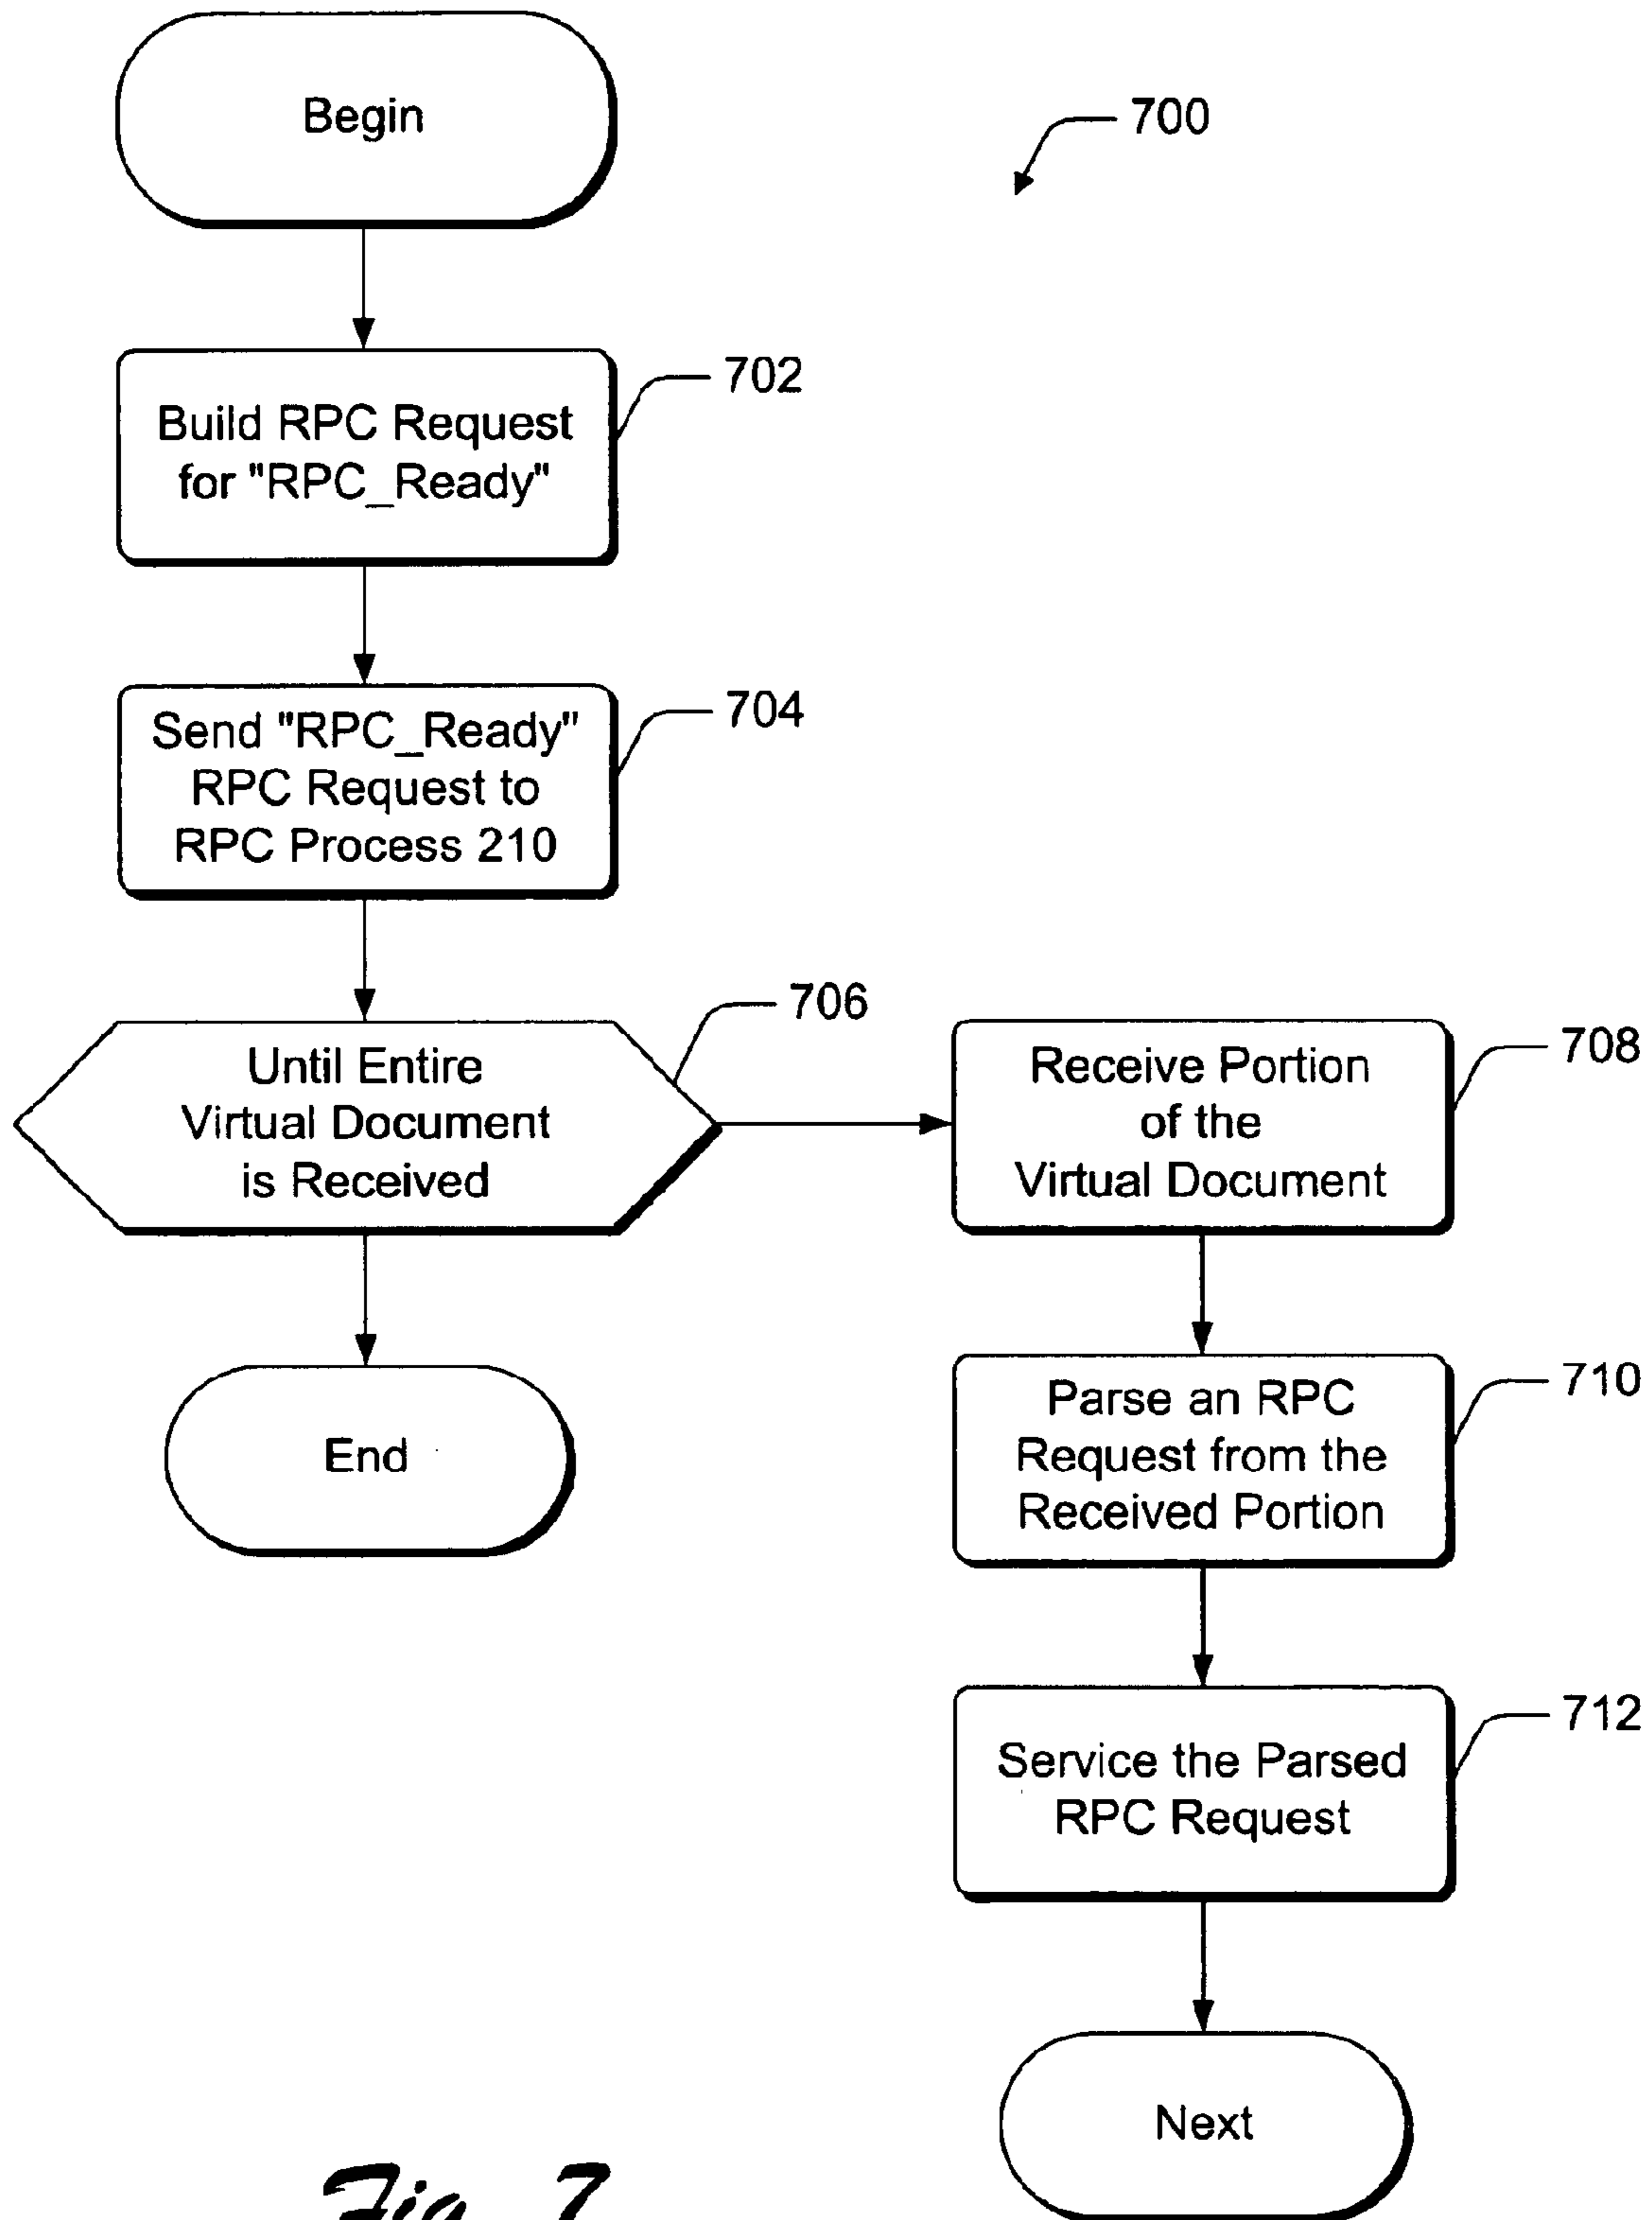 Begin
700
Build RPC Request
for "RPC_Ready"
702
Send "RPC_Ready"
RPC Request to
RPC Process 210
704
Until Entire
Virtual Document
is Received
706
Receive Portion
of the
Virtual Document
708
End
Parse an RPC
Request from the
Received Portion
710
Service the Parsed
RPC Request
712
Next
Fig. 7